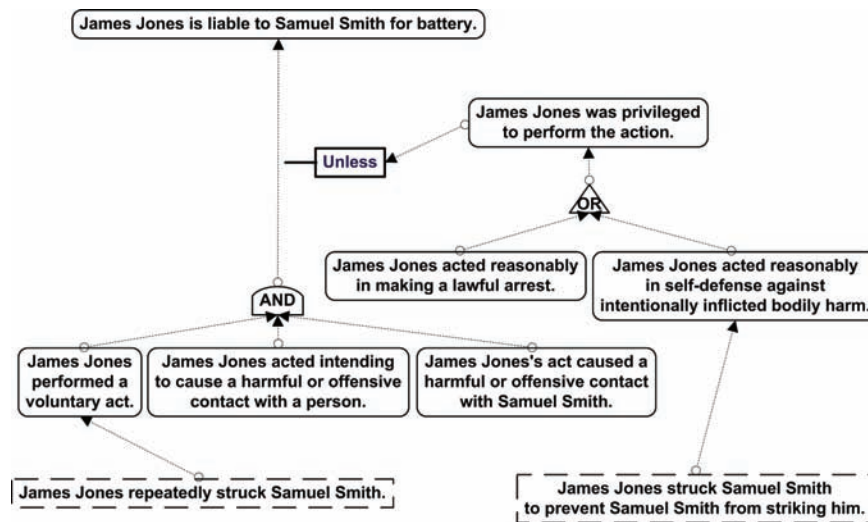 James Jones is liable to Samuel Smith for battery.
James Jones was privileged
to perform the action.
Unless
OR
James Jones acted reasonably
in making a lawful arrest.
James Jones acted reasonably
in self-defense against
intentionally inflicted bodily harm.
AND
James Jones
performed a
voluntary act.
James Jones acted intending
to cause a harmful or offensive
contact with a person.
James Jones's act caused a
harmful or offensive contact
with Samuel Smith.
James Jones repeatedly struck Samuel Smith.
James Jones struck Samuel Smith
to prevent Samuel Smith from striking him.